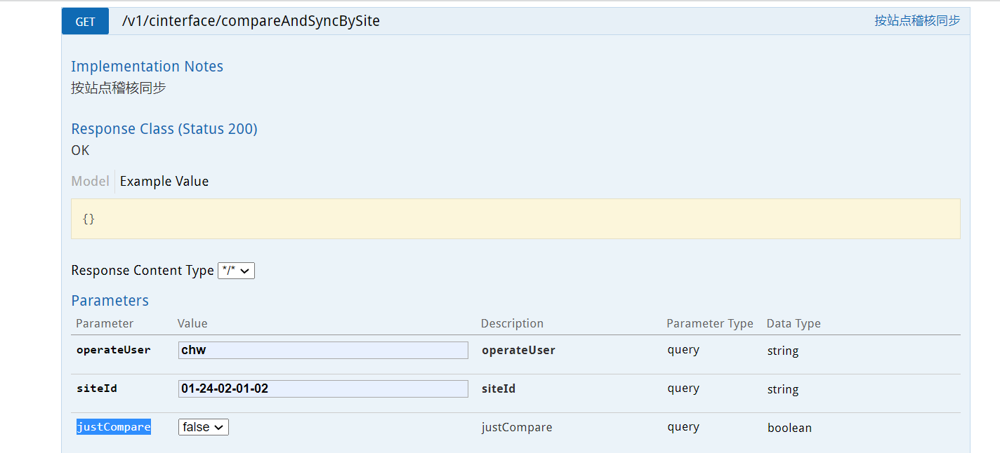 GET /v1/cinterface/compareAndSyncBySite 按站点稽核同步
Implementation Notes
按站点稽核同步
Response Class (Status 200)
OK
Model Example Value
{}
Response Content Type */*
Parameters
Parameter Value Description Parameter Type Data Type
operateUser chw operateUser query string
siteId 01-24-02-01-02 siteId query string
justCompare false justCompare query boolean